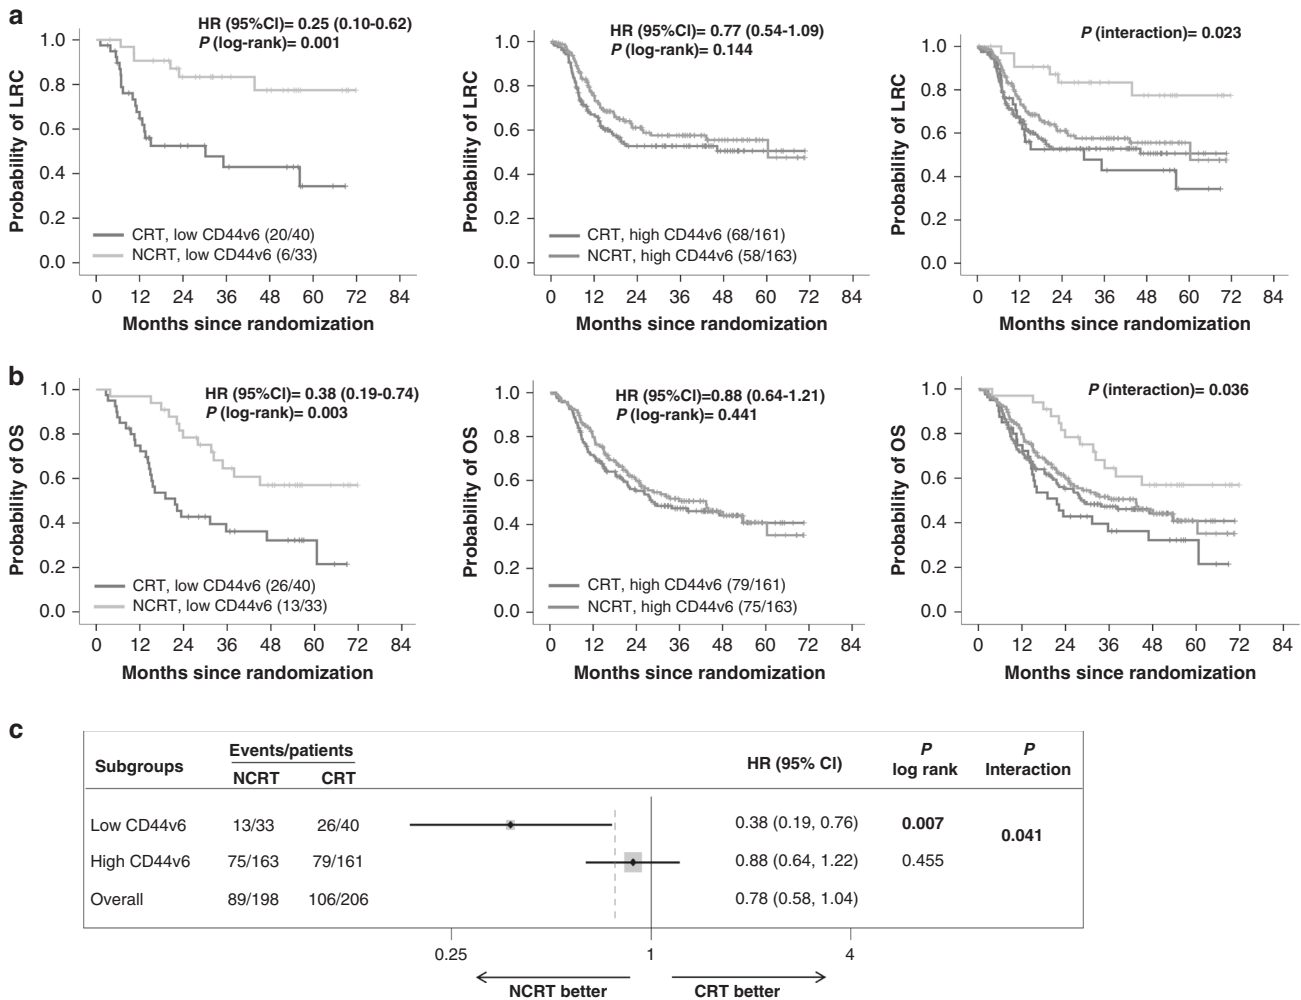 a
HR (95%CI)= 0.25 (0.10-0.62)
P (log-rank)= 0.001
Probability of LRC
1.0
0.8
0.6
0.4
0.2
0.0
CRT, low CD44v6 (20/40)
NCRT, low CD44v6 (6/33)
0 12 24 36 48 60 72 84
Months since randomization
HR (95%CI)= 0.77 (0.54-1.09)
P (log-rank)= 0.144
Probability of LRC
1.0
0.8
0.6
0.4
0.2
0.0
CRT, high CD44v6 (68/161)
NCRT, high CD44v6 (58/163)
0 12 24 36 48 60 72 84
Months since randomization
P (interaction)= 0.023
Probability of LRC
1.0
0.8
0.6
0.4
0.2
0.0
0 12 24 36 48 60 72 84
Months since randomization
b
HR (95%CI)= 0.38 (0.19-0.74)
P (log-rank)= 0.003
Probability of OS
1.0
0.8
0.6
0.4
0.2
0.0
CRT, low CD44v6 (26/40)
NCRT, low CD44v6 (13/33)
0 12 24 36 48 60 72 84
Months since randomization
HR (95%CI)=0.88 (0.64-1.21)
P (log-rank)= 0.441
Probability of OS
1.0
0.8
0.6
0.4
0.2
0.0
CRT, high CD44v6 (79/161)
NCRT, high CD44v6 (75/163)
0 12 24 36 48 60 72 84
Months since randomization
P (interaction)= 0.036
Probability of OS
1.0
0.8
0.6
0.4
0.2
0.0
0 12 24 36 48 60 72 84
Months since randomization
c
Subgroups Events/patients HR (95% CI) P log rank P Interaction
NCRT CRT
Low CD44v6 13/33 26/40 0.38 (0.19, 0.76) 0.007 0.041
High CD44v6 75/163 79/161 0.88 (0.64, 1.22) 0.455
Overall 89/198 106/206 0.78 (0.58, 1.04)
0.25 1 4
NCRT better CRT better